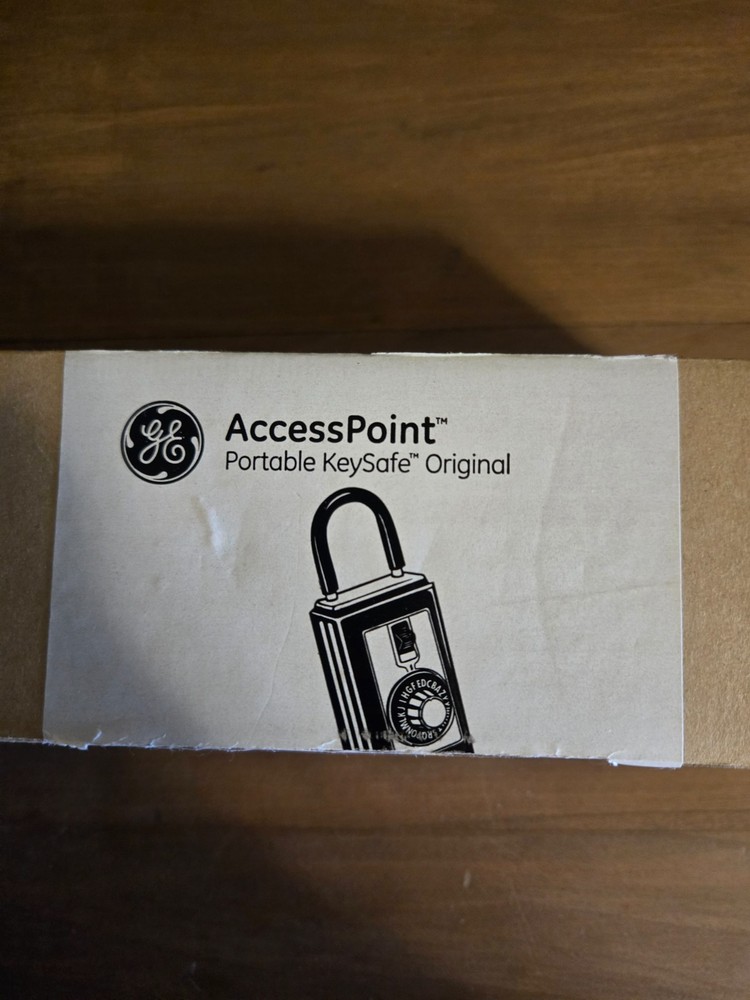 GE
AccessPoint™
Portable KeySafe™ Original